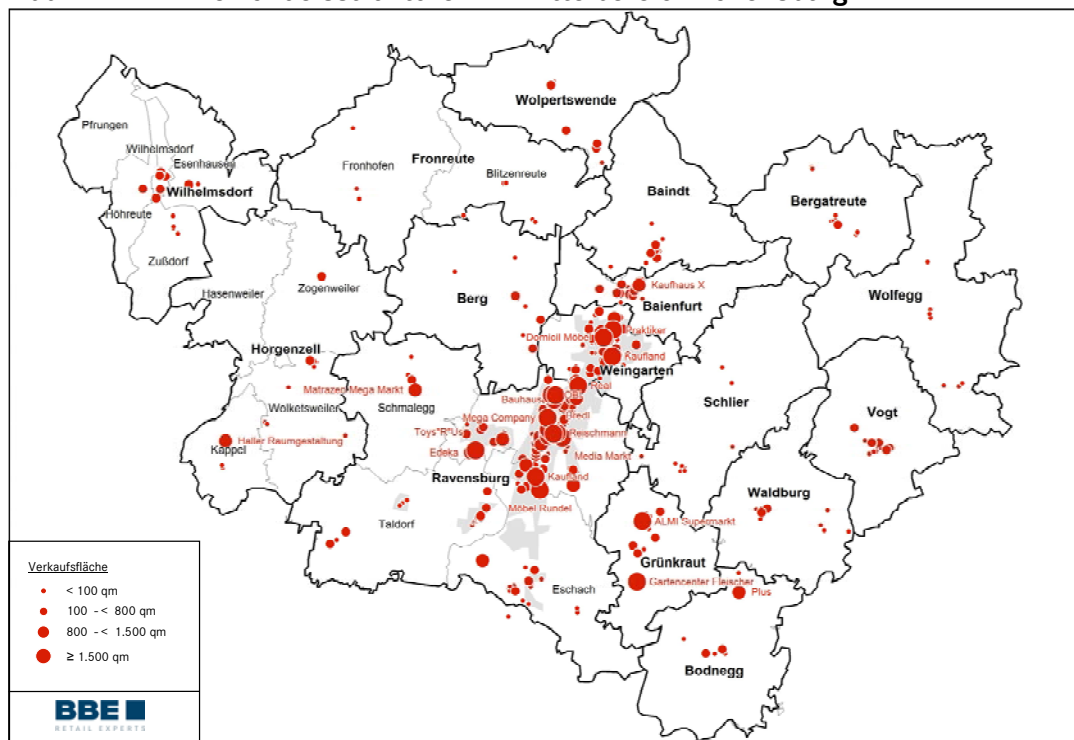 Wolpertswende
Pfrungen
Wilhelmsdorf
Esenhausen
Wilhelmsdorf
Höhreute
Zußdorf
Hasenweiler
Zogenweiler
Fronhofen
Fronreute
Blitzenreute
Baindt
Bergatreute
Wolfegg
Berg
Kaufhaus X
Baienfurt
Praktiker
Domicil Möbel
Kaufland
Weingarten
Horgenzell
Matrazen Mega Markt
Schmalegg
Wolketsweiler
Kappel
Haller Raumgestaltung
Real
Bauhaus
OBI
Mega Company
Bredl
Toys"R"Us
Reischmann
Edeka
Media Markt
Ravensburg
Kaufland
Möbel Rundel
Taldorf
Schlier
Vogt
Waldburg
ALMI Supermarkt
Grünkraut
Gartencenter Fleischer
Eschach
Plus
Bodnegg
Verkaufsfläche
< 100 qm
100 - < 800 qm
800 - < 1.500 qm
≥ 1.500 qm
BBE
RETAIL EXPERTS